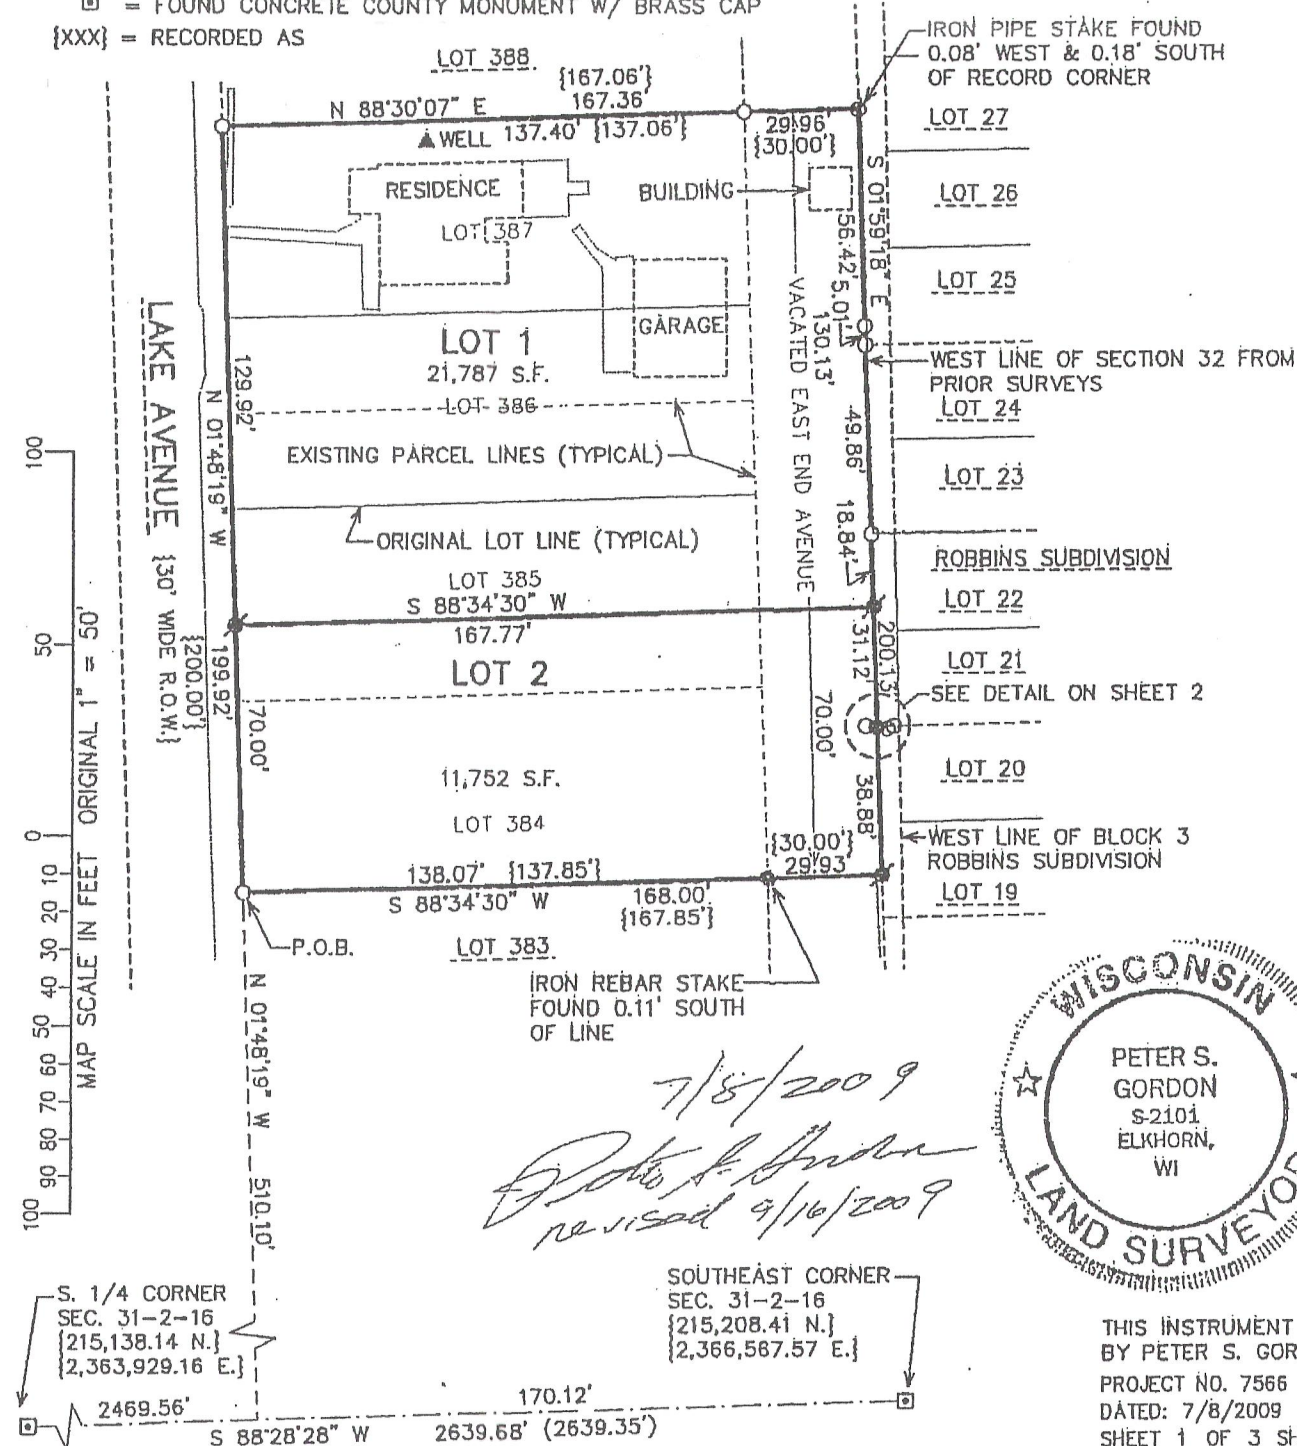 = FOUND CONCRETE COUNTY MONUMENT W/ BRASS CAP
{XXX} = RECORDED AS
LOT 388
{167.06'}
N 88°30'07" E 167.36'
WELL 137.40' {137.06'}
29.96'
{30.00'}
IRON PIPE STAKE FOUND
0.08' WEST & 0.18' SOUTH
OF RECORD CORNER
LOT 27
RESIDENCE
BUILDING
LOT 26
LOT 387
S 01°59'18" E
56.42'
5.01'
LOT 25
130.13'
VACATED EAST END AVENUE
GARAGE
LOT 1
21,787 S.F.
WEST LINE OF SECTION 32 FROM
PRIOR SURVEYS
LAKE AVENUE {30' WIDE R.O.W.}
129.92'
N 01°48'19" W
LOT 386
LOT 24
49.86'
EXISTING PARCEL LINES (TYPICAL)
LOT 23
18.84'
ORIGINAL LOT LINE (TYPICAL)
ROBBINS SUBDIVISION
LOT 385
S 88°34'30" W
167.77'
LOT 22
31.12'
200.13'
199.92'
{200.00'}
LOT 2
LOT 21
SEE DETAIL ON SHEET 2
70.00'
70.00'
11,752 S.F.
LOT 20
38.88'
LOT 384
{30.00'}
29.93'
WEST LINE OF BLOCK 3
ROBBINS SUBDIVISION
138.07' {137.85'}
S 88°34'30" W 168.00'
{167.85'}
LOT 19
P.O.B.
LOT 383
IRON REBAR STAKE
FOUND 0.11' SOUTH
OF LINE
100
50
0
10
20
30
40
50
60
70
80
90
100
MAP SCALE IN FEET ORIGINAL 1" = 50'
N 01°48'19" W 510.10'
7/8/2009
revised 9/16/2009
WISCONSIN
PETER S.
GORDON
S-2101
ELKHORN,
WI
LAND SURVEYO
S. 1/4 CORNER
SEC. 31-2-16
{215,138.14 N.}
{2,363,929.16 E.}
SOUTHEAST CORNER
SEC. 31-2-16
{215,208.41 N.}
{2,366,567.57 E.}
2469.56'
170.12'
S 88°28'28" W 2639.68' (2639.35')
THIS INSTRUMENT
BY PETER S. GOR
PROJECT NO. 7566
DATED: 7/8/2009
SHEET 1 OF 3 SH